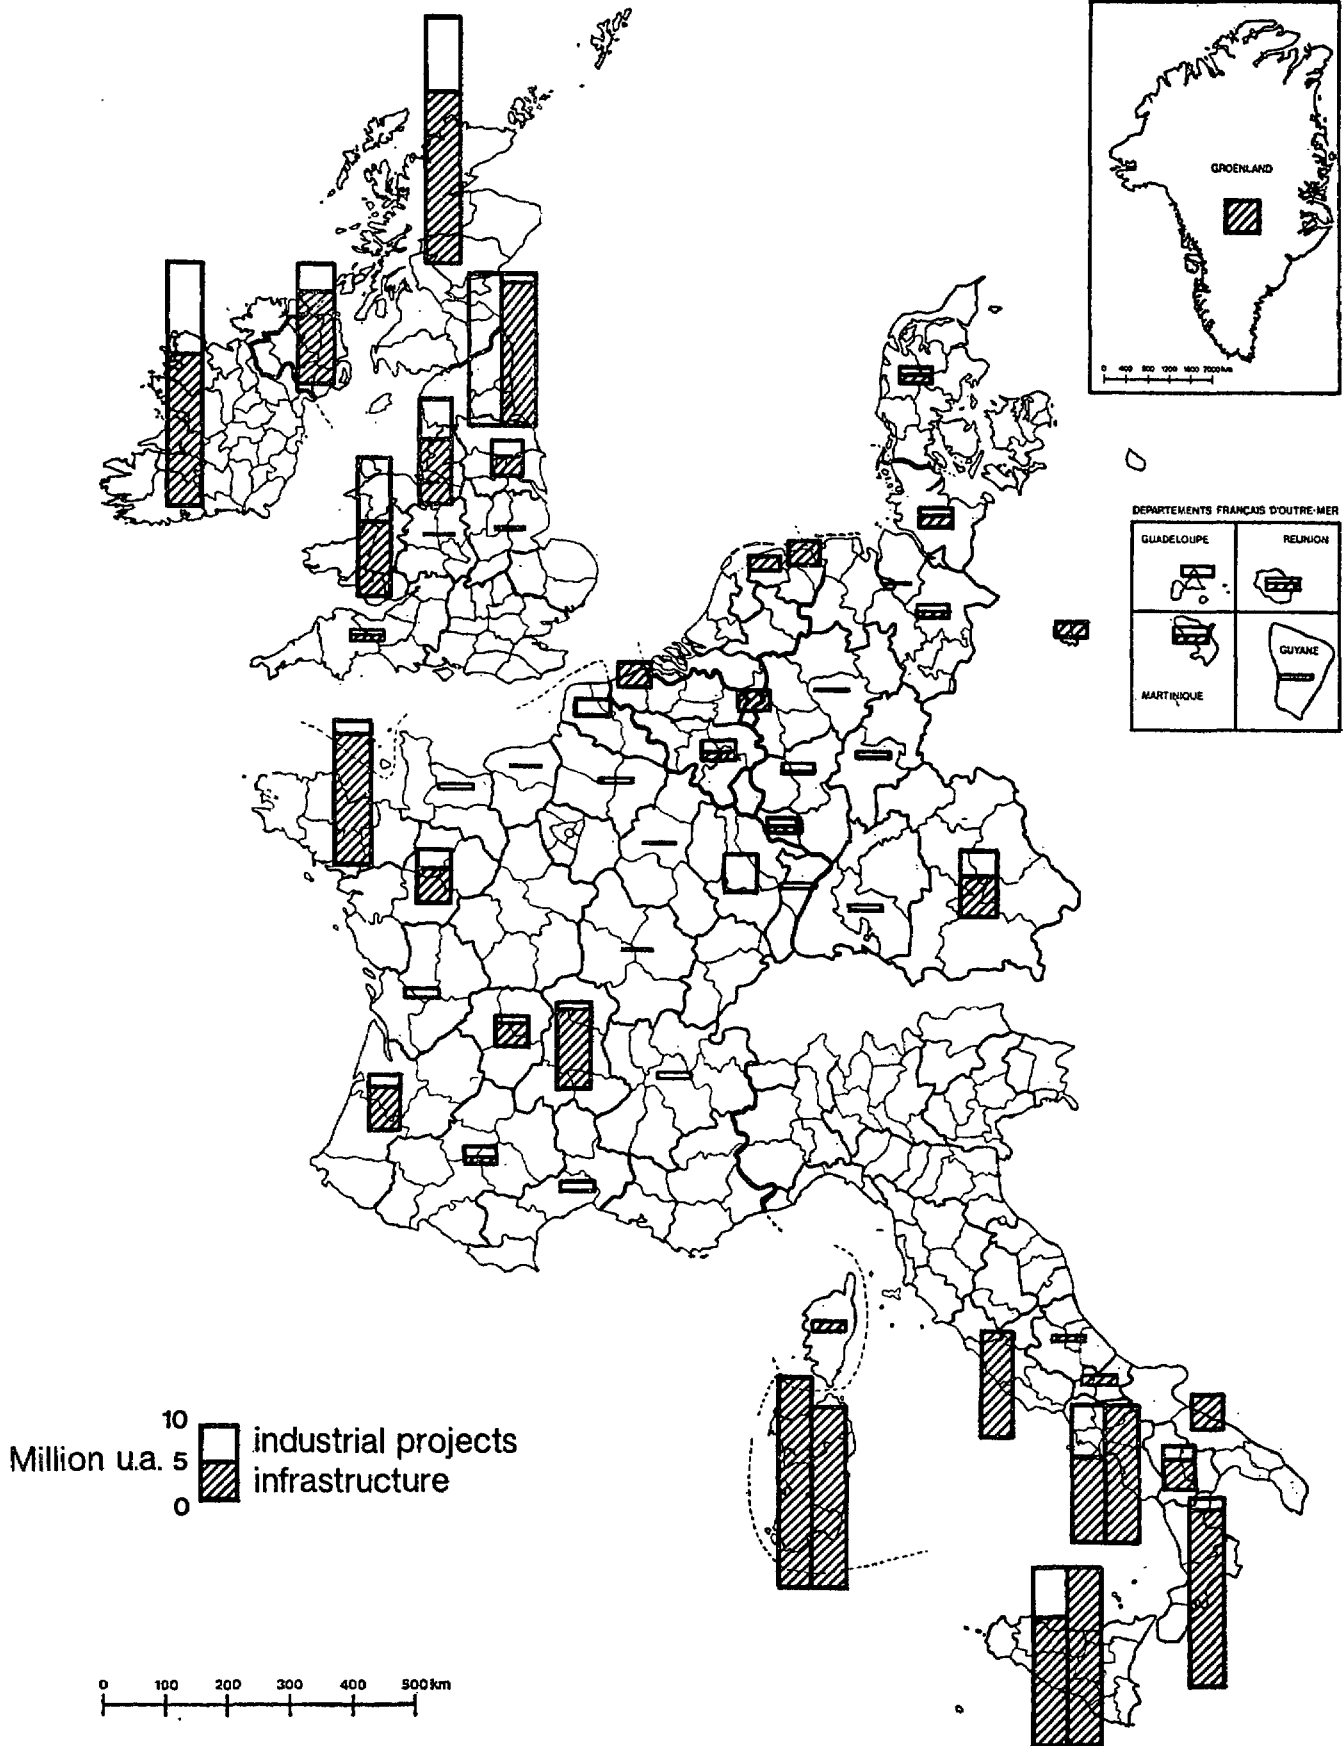 GROENLAND
0 400 800 1200 1600 2000km
DEPARTEMENTS FRANÇAIS D'OUTRE-MER
GUADELOUPE
REUNION
MARTINIQUE
GUYANE
10
Million u.a. 5
0
industrial projects
infrastructure
0 100 200 300 400 500km